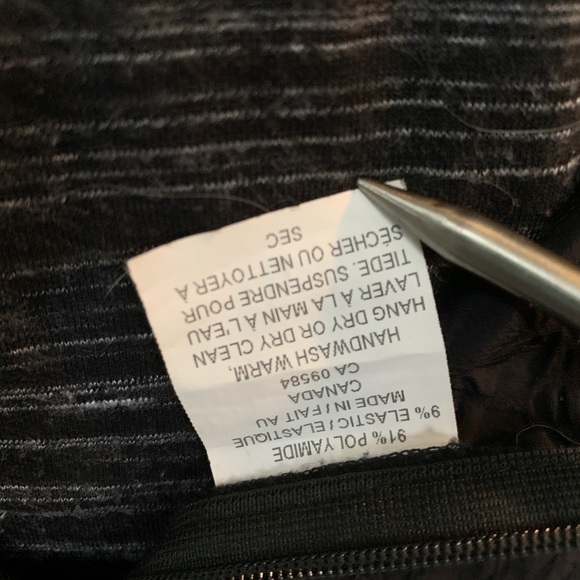 91% POLYAMIDE
9% ELASTIC / ELASTIQUE
MADE IN / FAIT AU
CANADA
CA 09584
HANDWASH WARM,
HANG DRY OR DRY CLEAN
LAVER À LA MAIN À L'EAU
TIEDE. SUSPENDRE POUR
SÉCHER OU NETTOYER À
SEC